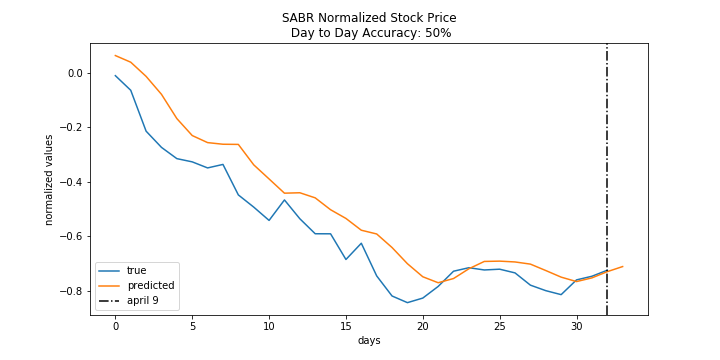 SABR Normalized Stock Price
Day to Day Accuracy: 50%
normalized values
0.0
−0.2
−0.4
−0.6
−0.8
true
predicted
april 9
0 5 10 15 20 25 30
days